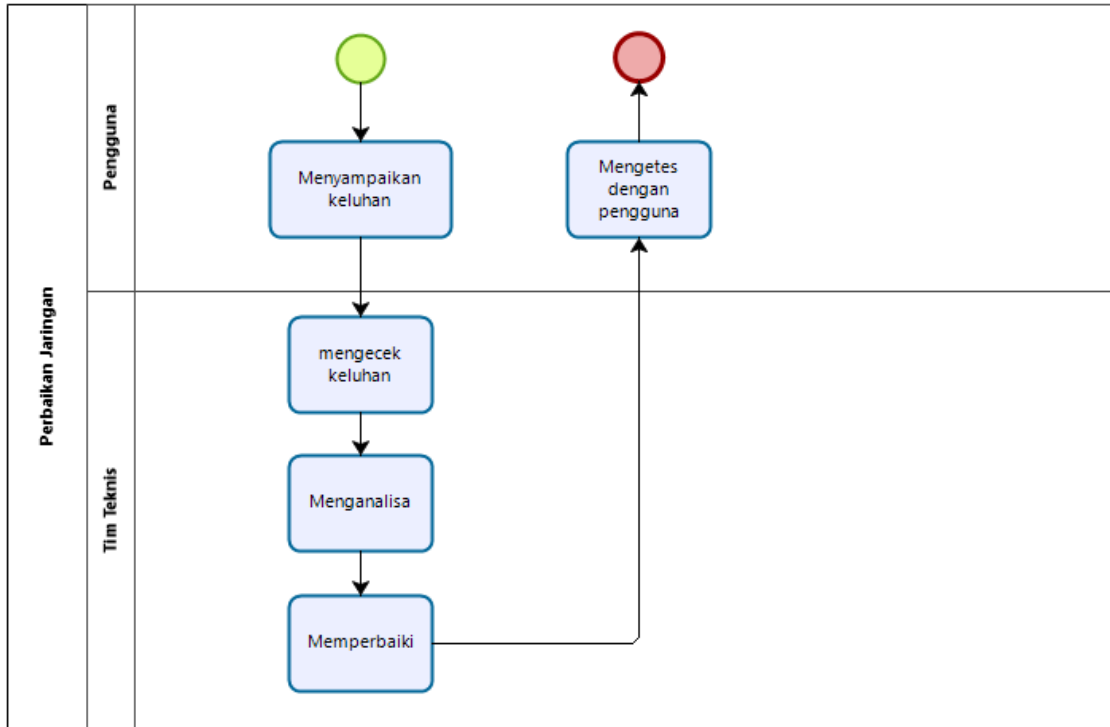 Perbaikan Jaringan
Pengguna
Menyampaikan
keluhan
Mengetes
dengan
pengguna
Tim Teknis
mengecek
keluhan
Menganalisa
Memperbaiki